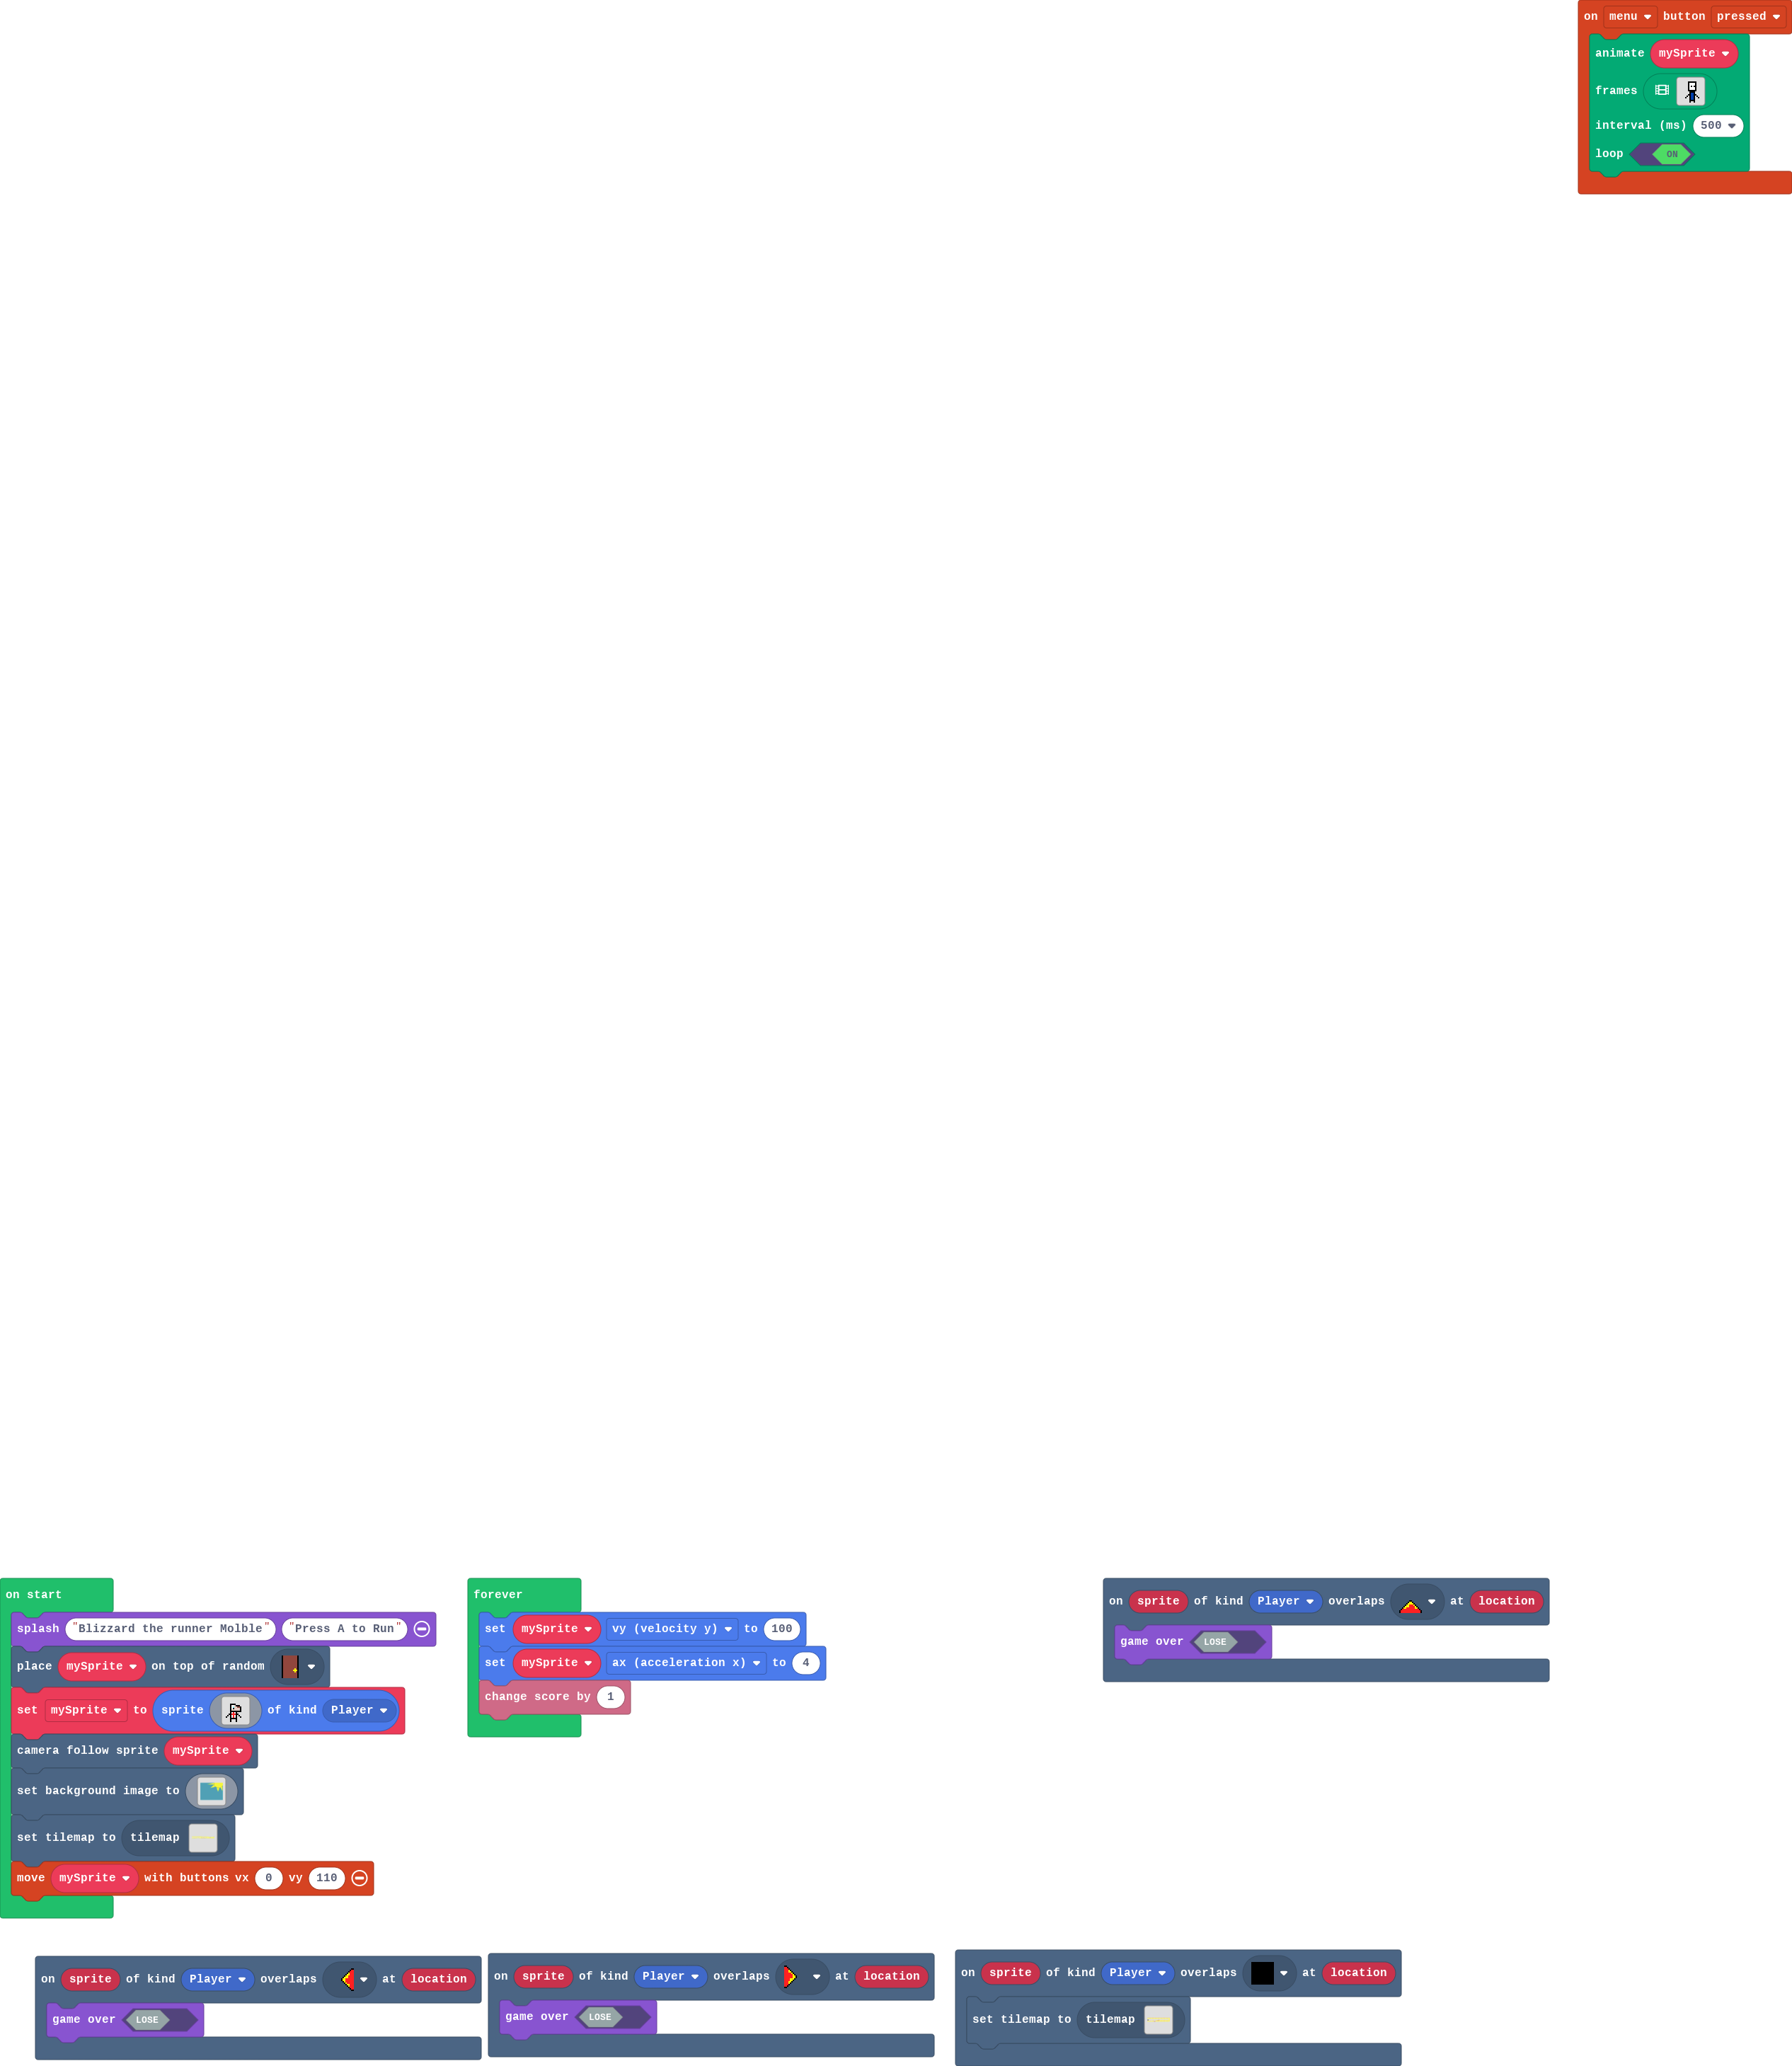 on menu button pressed
animate mySprite
frames
interval (ms) 500
loop ON
on start
splash "Blizzard the runner Molble" "Press A to Run"
place mySprite on top of random
set mySprite to sprite of kind Player
camera follow sprite mySprite
set background image to
set tilemap to tilemap
move mySprite with buttons vx 0 vy 110
forever
set mySprite vy (velocity y) to 100
set mySprite ax (acceleration x) to 4
change score by 1
on sprite of kind Player overlaps at location
game over LOSE
on sprite of kind Player overlaps at location
game over LOSE
on sprite of kind Player overlaps at location
game over LOSE
on sprite of kind Player overlaps at location
set tilemap to tilemap